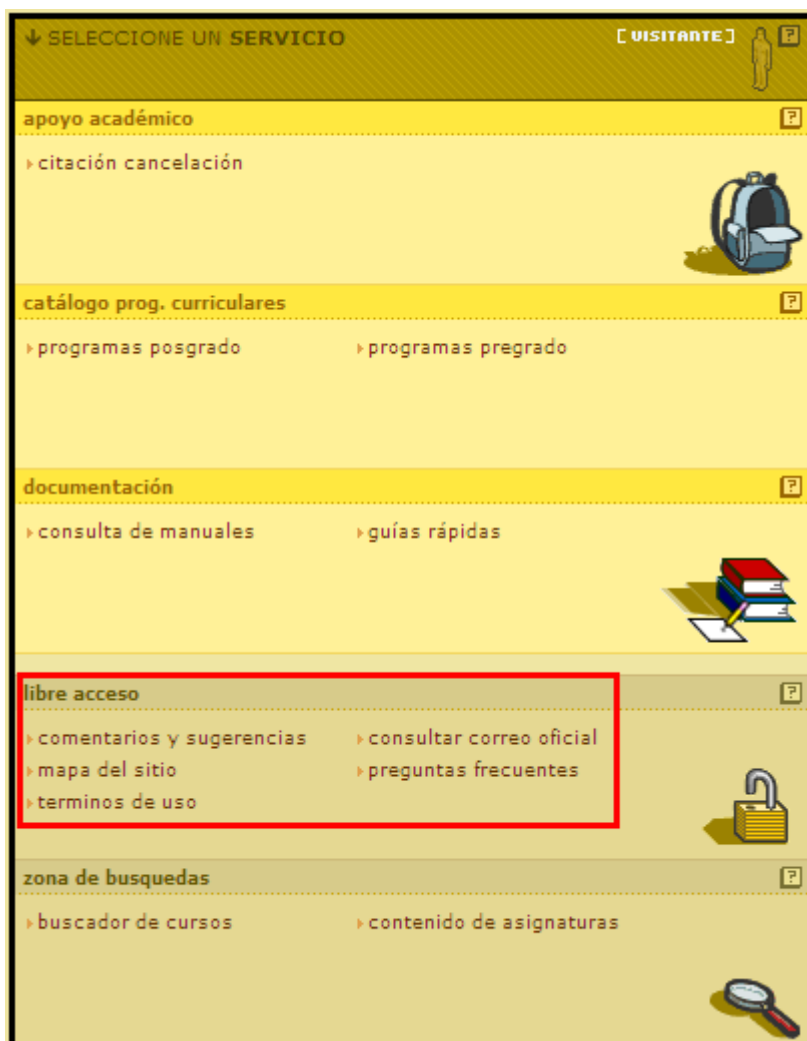 SELECCIONE UN SERVICIO [VISITANTE] ?
apoyo académico ?
citación cancelación
catálogo prog. curriculares ?
programas posgrado programas pregrado
documentación ?
consulta de manuales guías rápidas
libre acceso ?
comentarios y sugerencias consultar correo oficial
mapa del sitio preguntas frecuentes
terminos de uso
zona de busquedas ?
buscador de cursos contenido de asignaturas